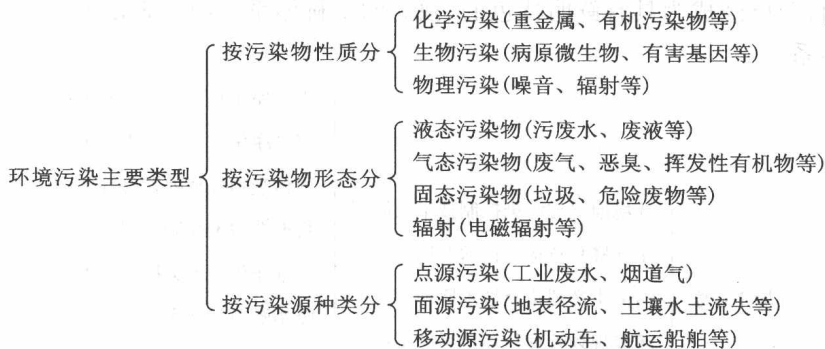 化学污染(重金属、有机污染物等)
按污染物性质分
生物污染(病原微生物、有害基因等)
物理污染(噪音、辐射等)
液态污染物(污废水、废液等)
气态污染物(废气、恶臭、挥发性有机物等)
环境污染主要类型
按污染物形态分
固态污染物(垃圾、危险废物等)
辐射(电磁辐射等)
点源污染(工业废水、烟道气)
按污染源种类分
面源污染(地表径流、土壤水土流失等)
移动源污染(机动车、航运船舶等)